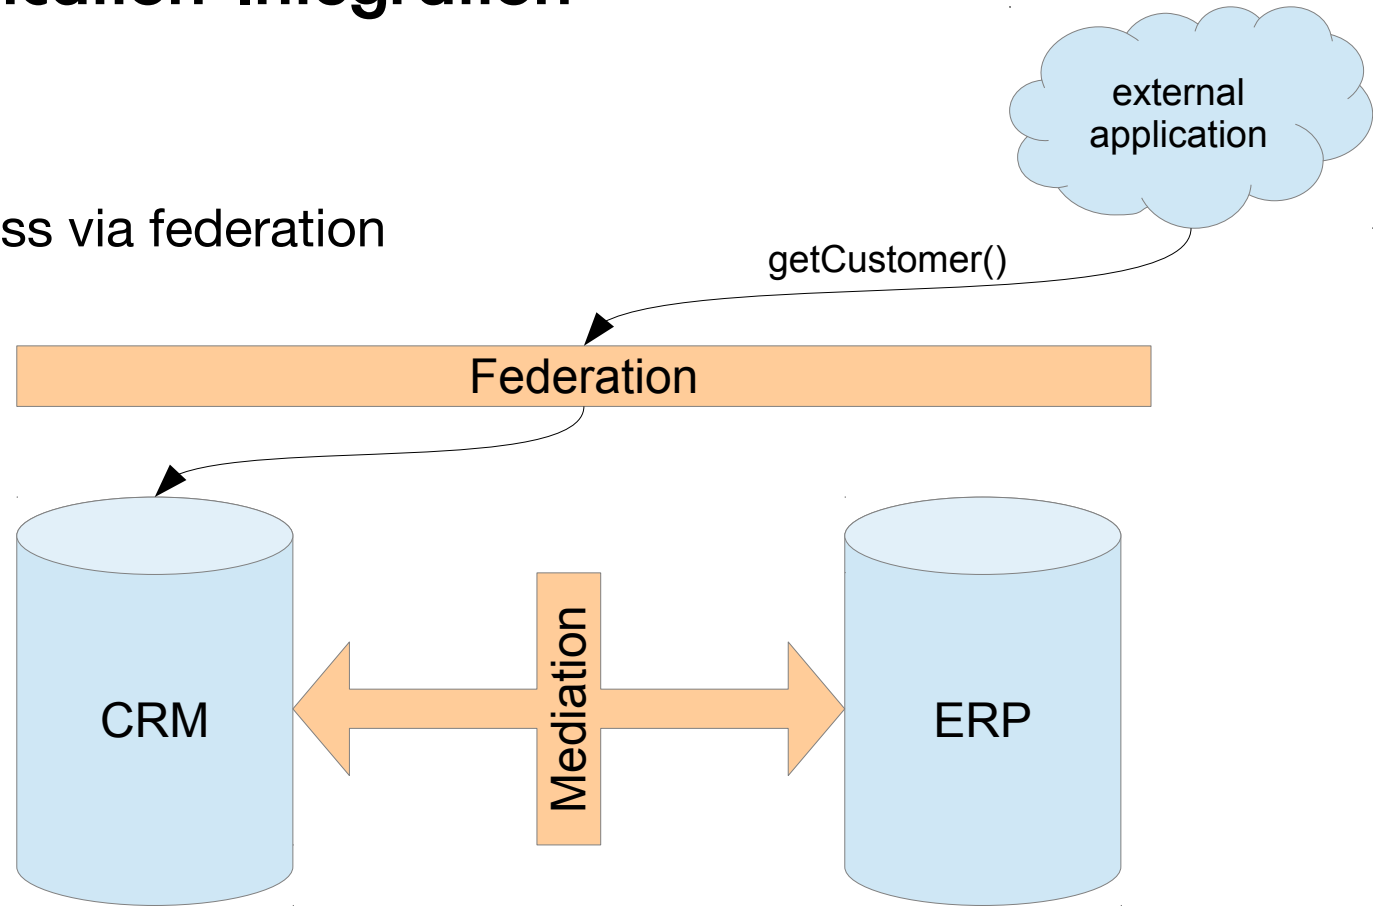 external
application
ss via federation
getCustomer()
Federation
Mediation
CRM
ERP